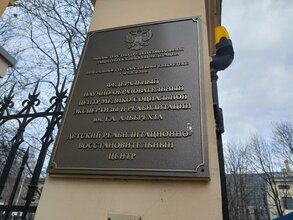 ФЕДЕРАЛЬНЫЙ
НАУЧНО-ОБРАЗОВАТЕЛЬНЫЙ
ЦЕНТР МЕДИКО-СОЦИАЛЬНОЙ
ЭКСПЕРТИЗЫ И РЕАБИЛИТАЦИИ
ИМ. Г.А. АЛЬБРЕХТА
ДЕТСКИЙ РЕАБИЛИТАЦИОННО-
ВОССТАНОВИТЕЛЬНЫЙ
ЦЕНТР